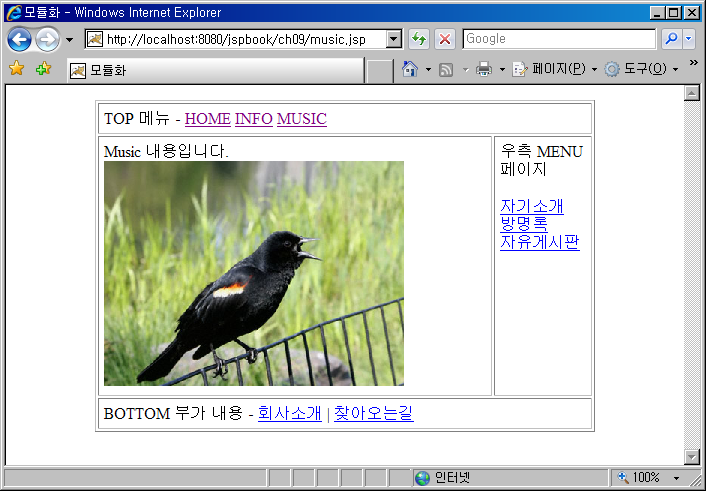 모듈화 - Windows Internet Explorer
http://localhost:8080/jspbook/ch09/music.jsp
Google
모듈화
페이지(P)
도구(O)
»
TOP 메뉴 - HOME INFO MUSIC
Music 내용입니다.
우측 MENU
페이지
자기소개
방명록
자유게시판
BOTTOM 부가 내용 - 회사소개 | 찾아오는길
인터넷
100%